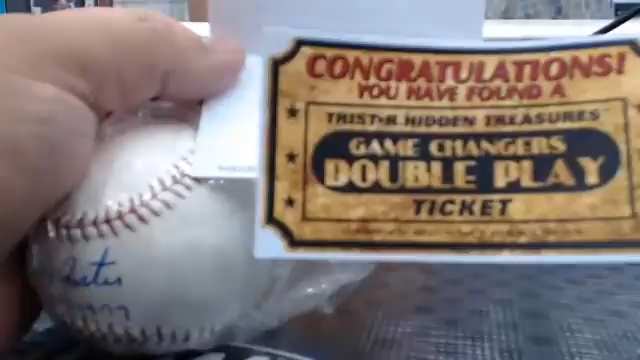 CONGRATULATIONS!
YOU HAVE FOUND A
TRISTAR HIDDEN TREASURES
GAME CHANGERS
DOUBLE PLAY
TICKET